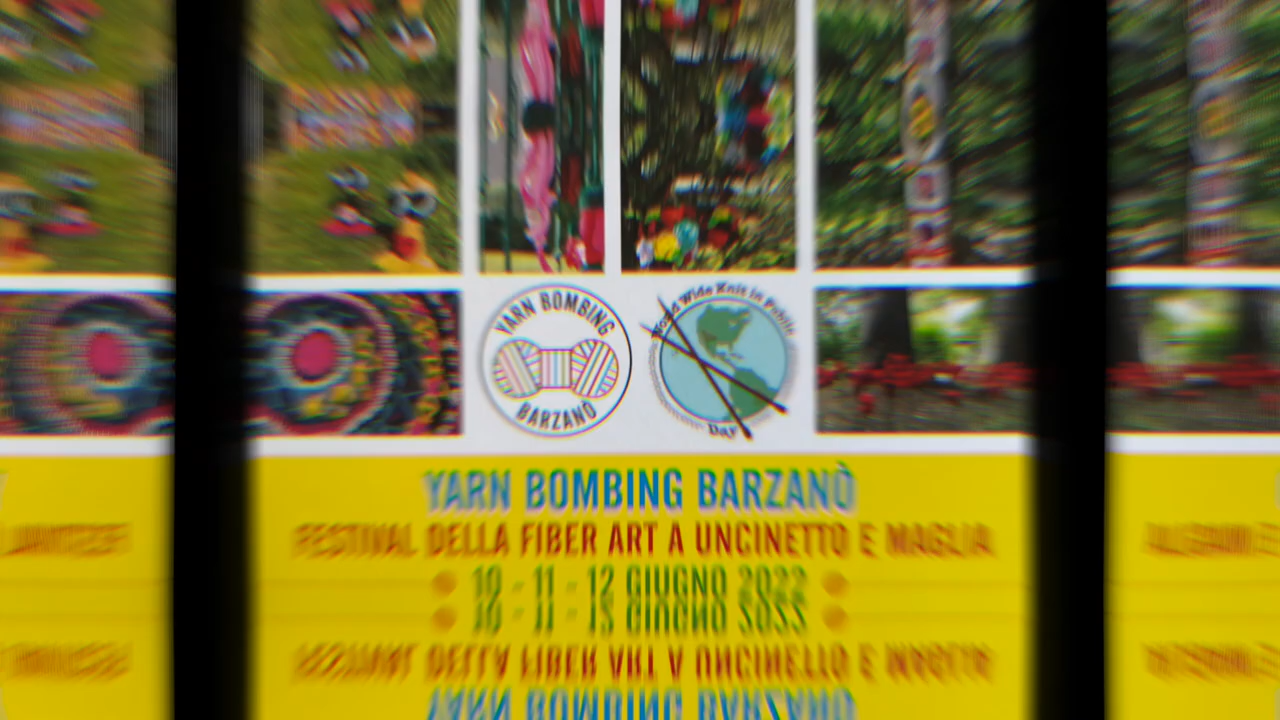 YARN BOMBING
BARZANÒ
World Wide Knit in Public
Day
YARN BOMBING BARZANÒ
FESTIVAL DELLA FIBER ART A UNCINETTO E MAGLIA
10 - 11 - 12 GIUGNO 2022